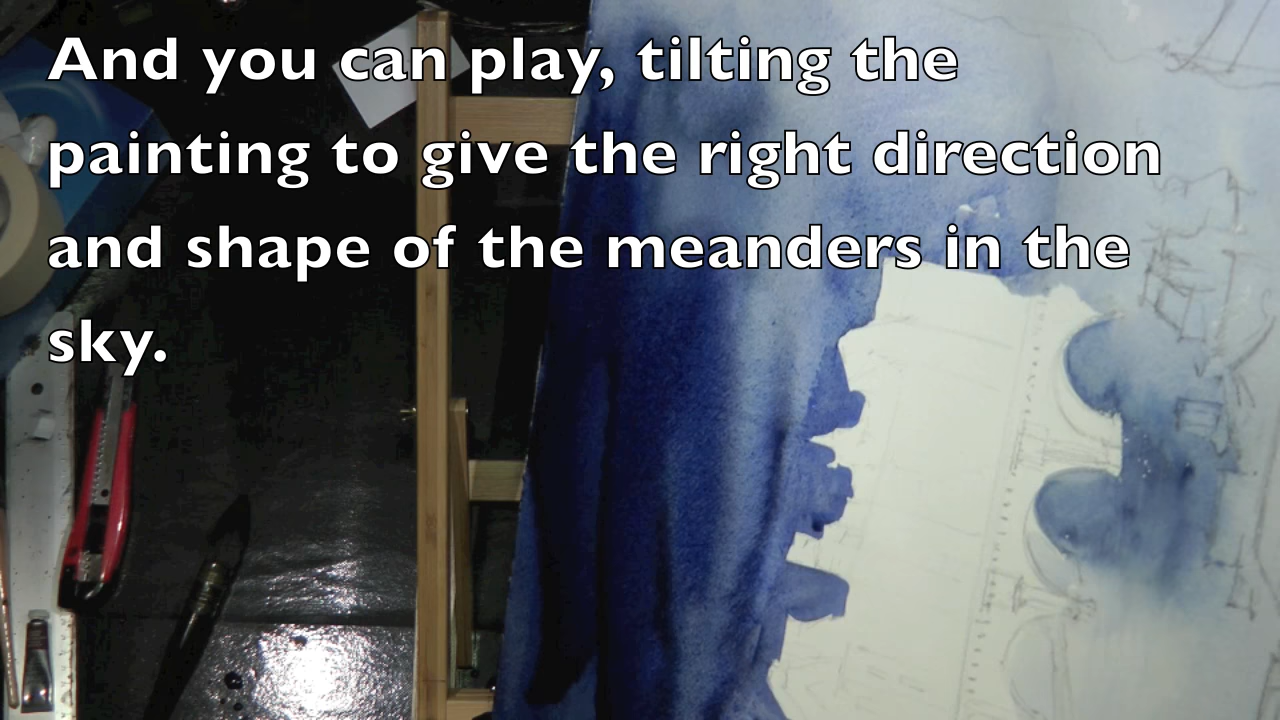 And you can play, tilting the
painting to give the right direction
and shape of the meanders in the
sky.